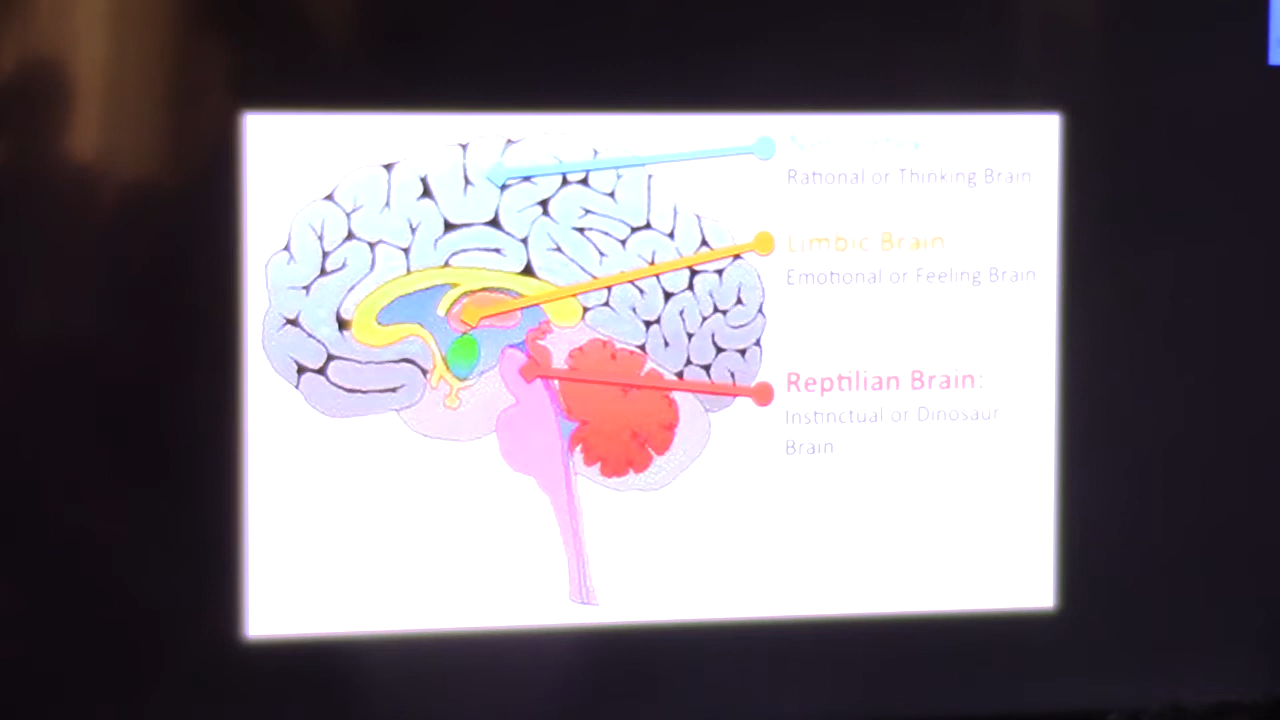 Rational or Thinking Brain
Limbic Brain
Emotional or Feeling Brain
Reptilian Brain:
Instinctual or Dinosaur
Brain